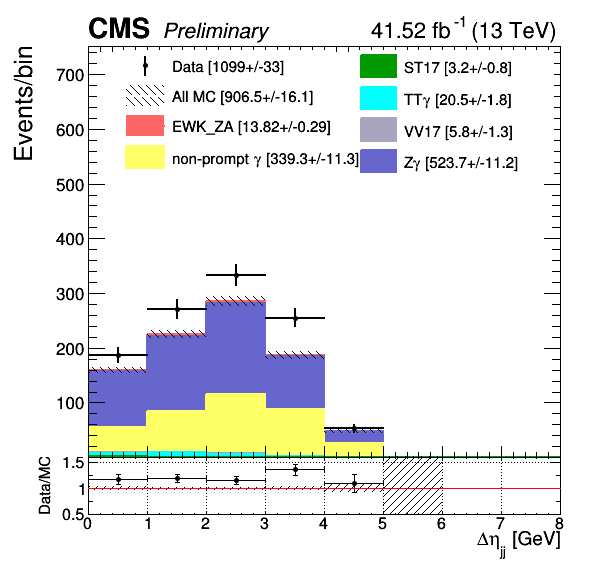 CMS Preliminary 41.52 fb⁻¹ (13 TeV)
Events/bin
Data [1099+/-33]
All MC [906.5+/-16.1]
EWK_ZA [13.82+/-0.29]
non-prompt γ [339.3+/-11.3]
ST17 [3.2+/-0.8]
TTγ [20.5+/-1.8]
VV17 [5.8+/-1.3]
Zγ [523.7+/-11.2]
700
600
500
400
300
200
100
Data/MC
1.5
1
0.5
0 1 2 3 4 5 6 7 8
Δη_jj [GeV]